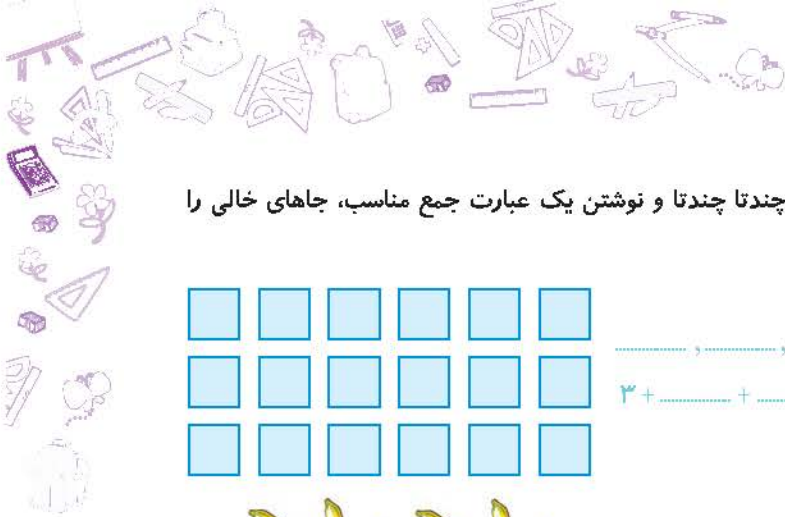 چندتا چندتا و نوشتن یک عبارت جمع مناسب، جاهای خالی را
و ............ و ............
۳ + ............ + ......